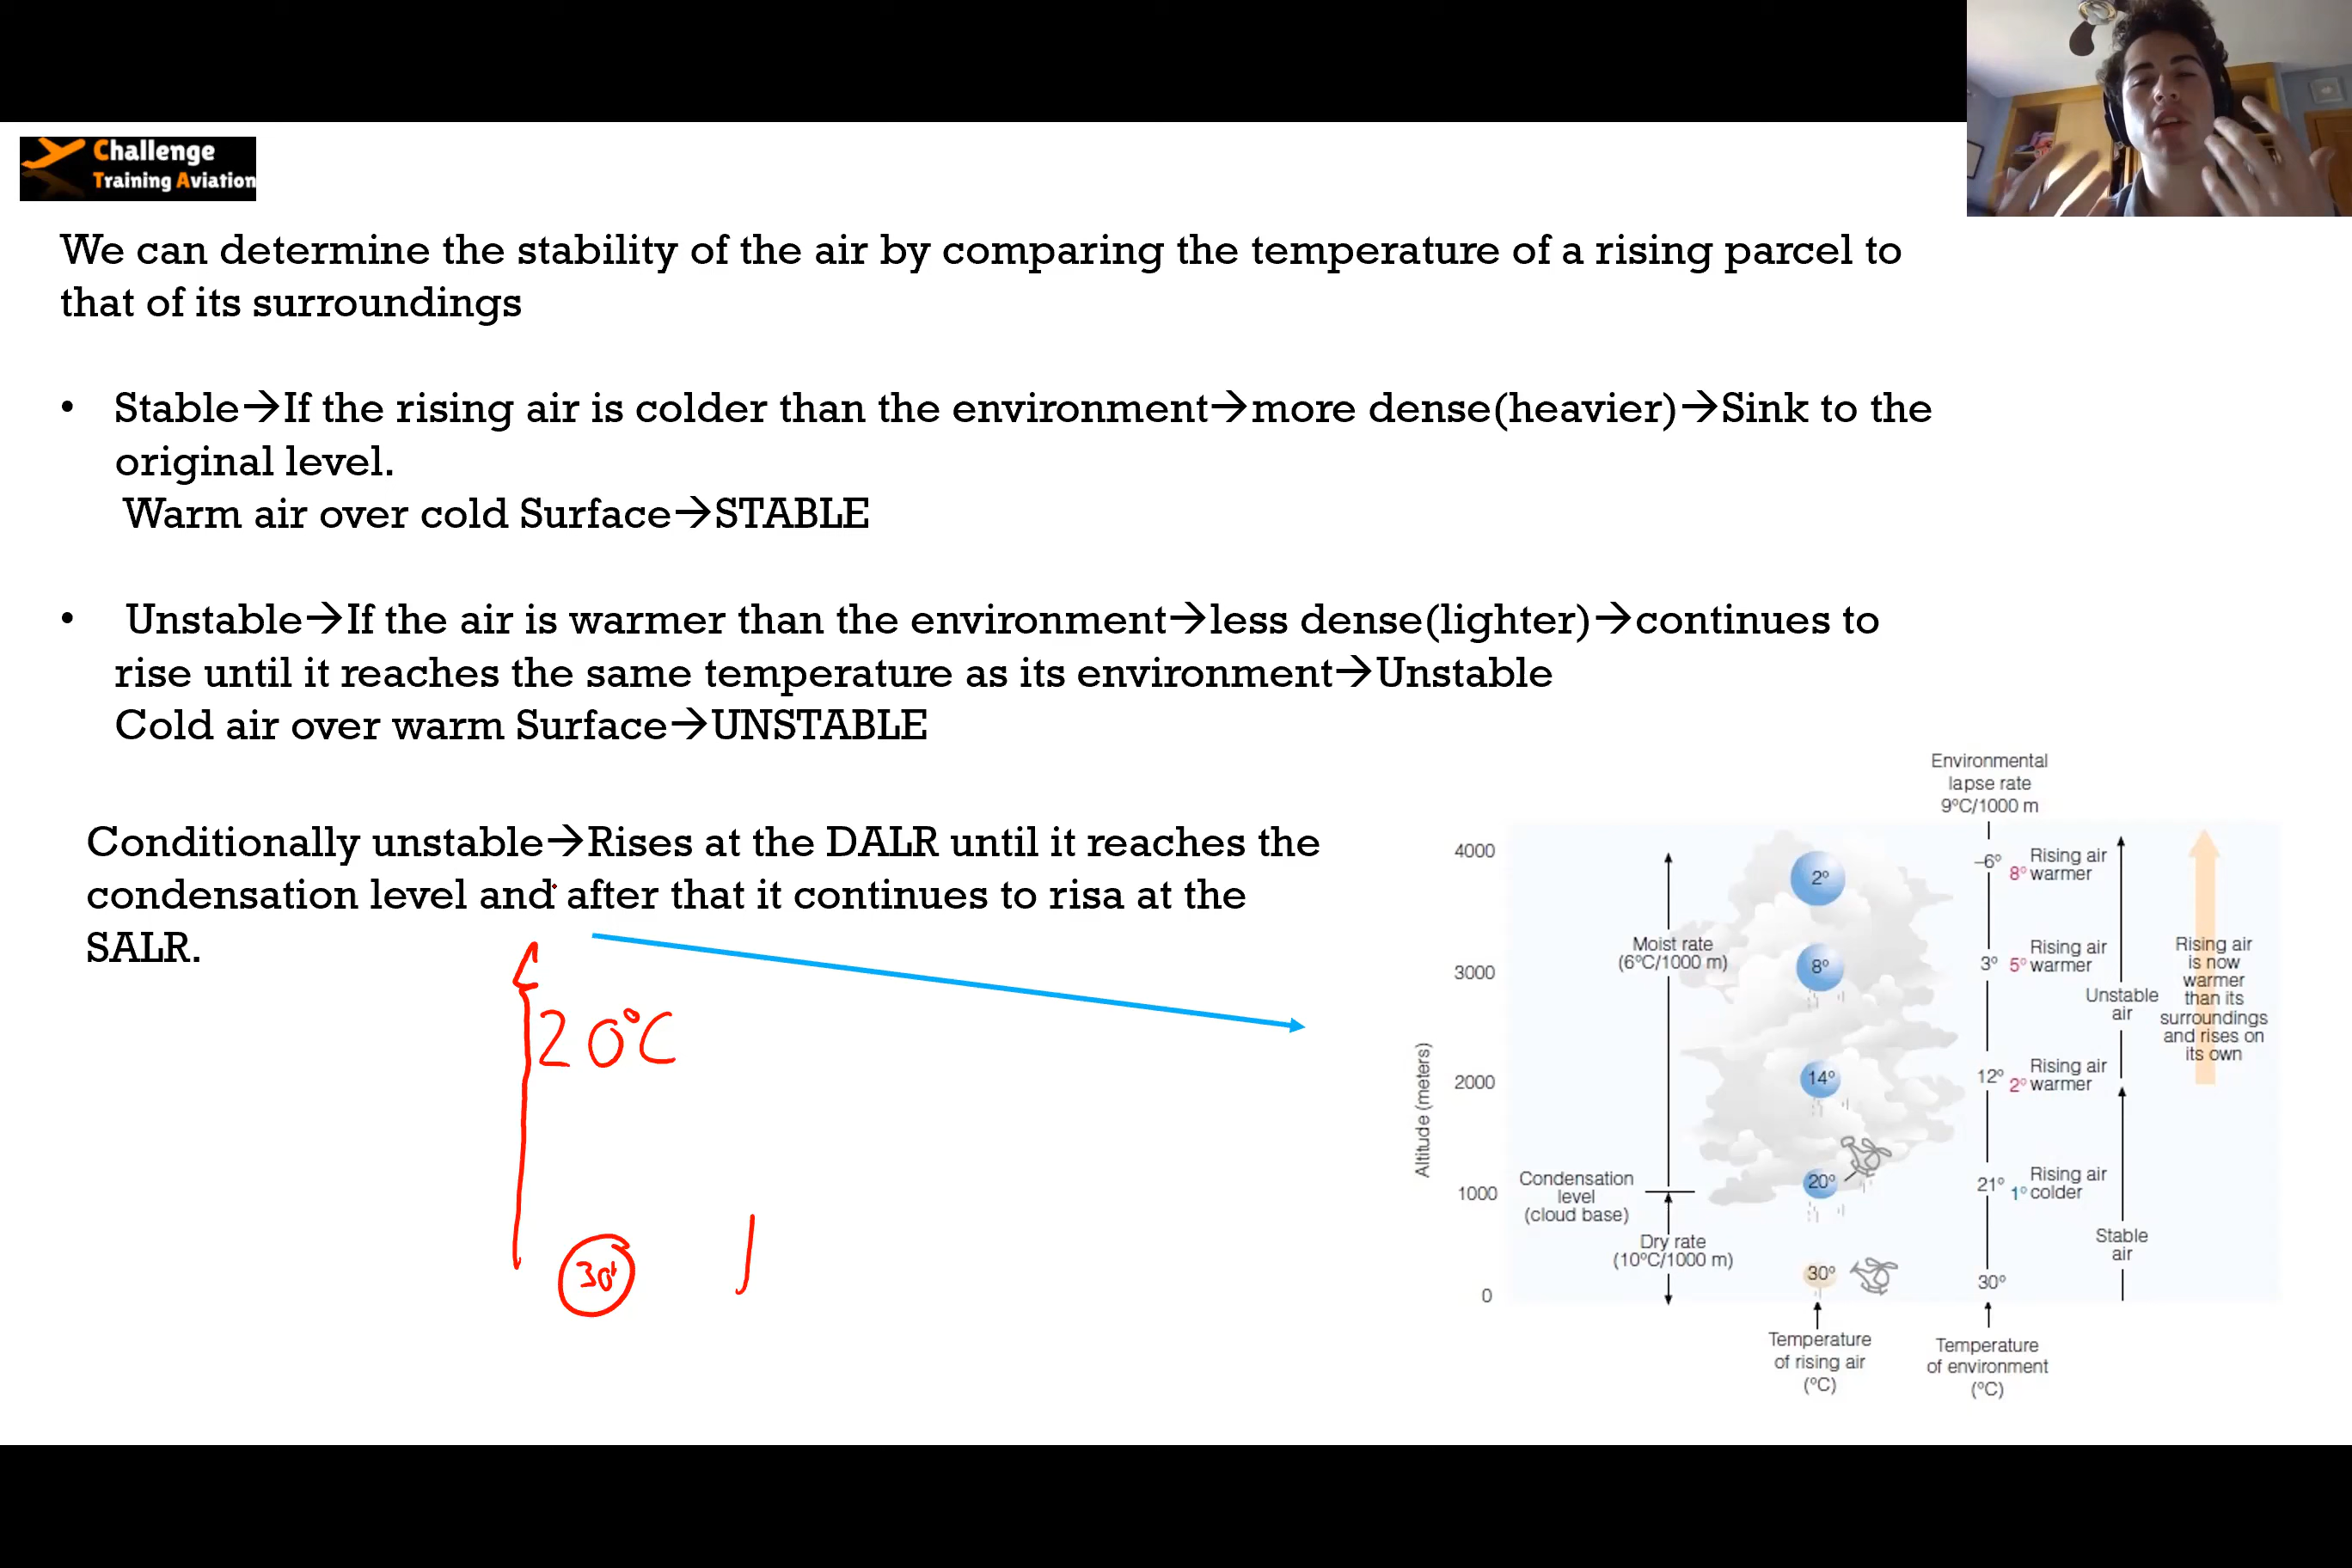 Challenge
Training Aviation
We can determine the stability of the air by comparing the temperature of a rising parcel to
that of its surroundings
• Stable→If the rising air is colder than the environment→more dense(heavier)→Sink to the
original level.
Warm air over cold Surface→STABLE
• Unstable→If the air is warmer than the environment→less dense(lighter)→continues to
rise until it reaches the same temperature as its environment→Unstable
Cold air over warm Surface→UNSTABLE
Conditionally unstable→Rises at the DALR until it reaches the
condensation level and after that it continues to risa at the
SALR.
20°C
30°
Environmental
lapse rate
9°C/1000 m
4000
3000
2000
1000
0
Altitude (meters)
Moist rate
(6°C/1000 m)
Condensation
level
(cloud base)
Dry rate
(10°C/1000 m)
2°
8°
14°
20°
30°
Temperature
of rising air
(°C)
–6°
3°
12°
21°
30°
Temperature
of environment
(°C)
Rising air
8° warmer
Rising air
5° warmer
Rising air
2° warmer
Rising air
1° colder
Unstable
air
Stable
air
Rising air
is now
warmer
than its
surroundings
and rises on
its own